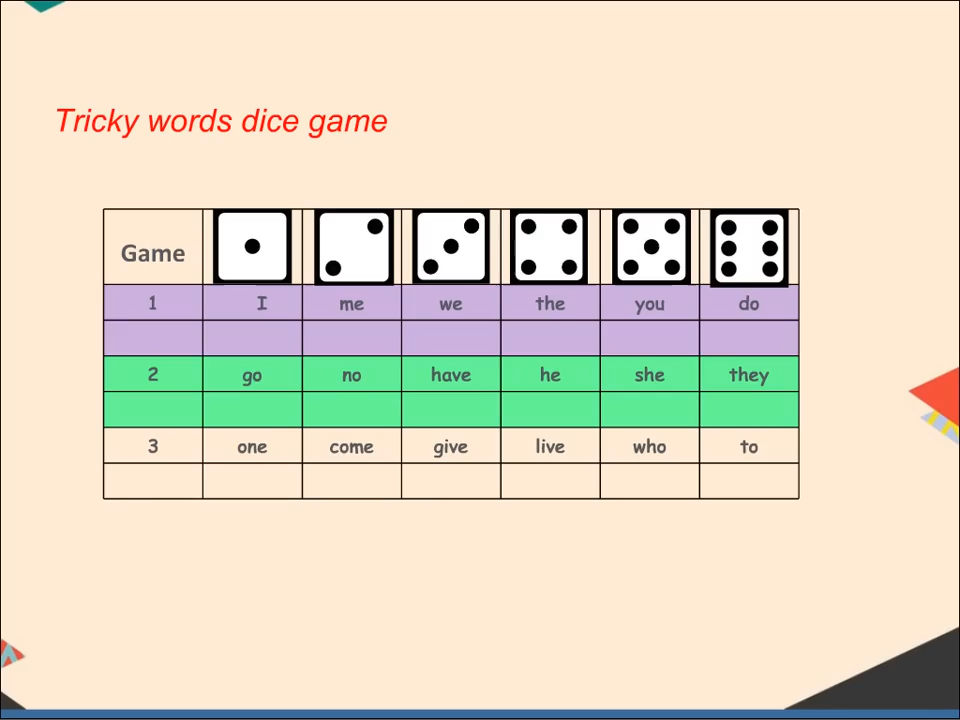 Tricky words dice game
Game
1 I me we the you do
2 go no have he she they
3 one come give live who to